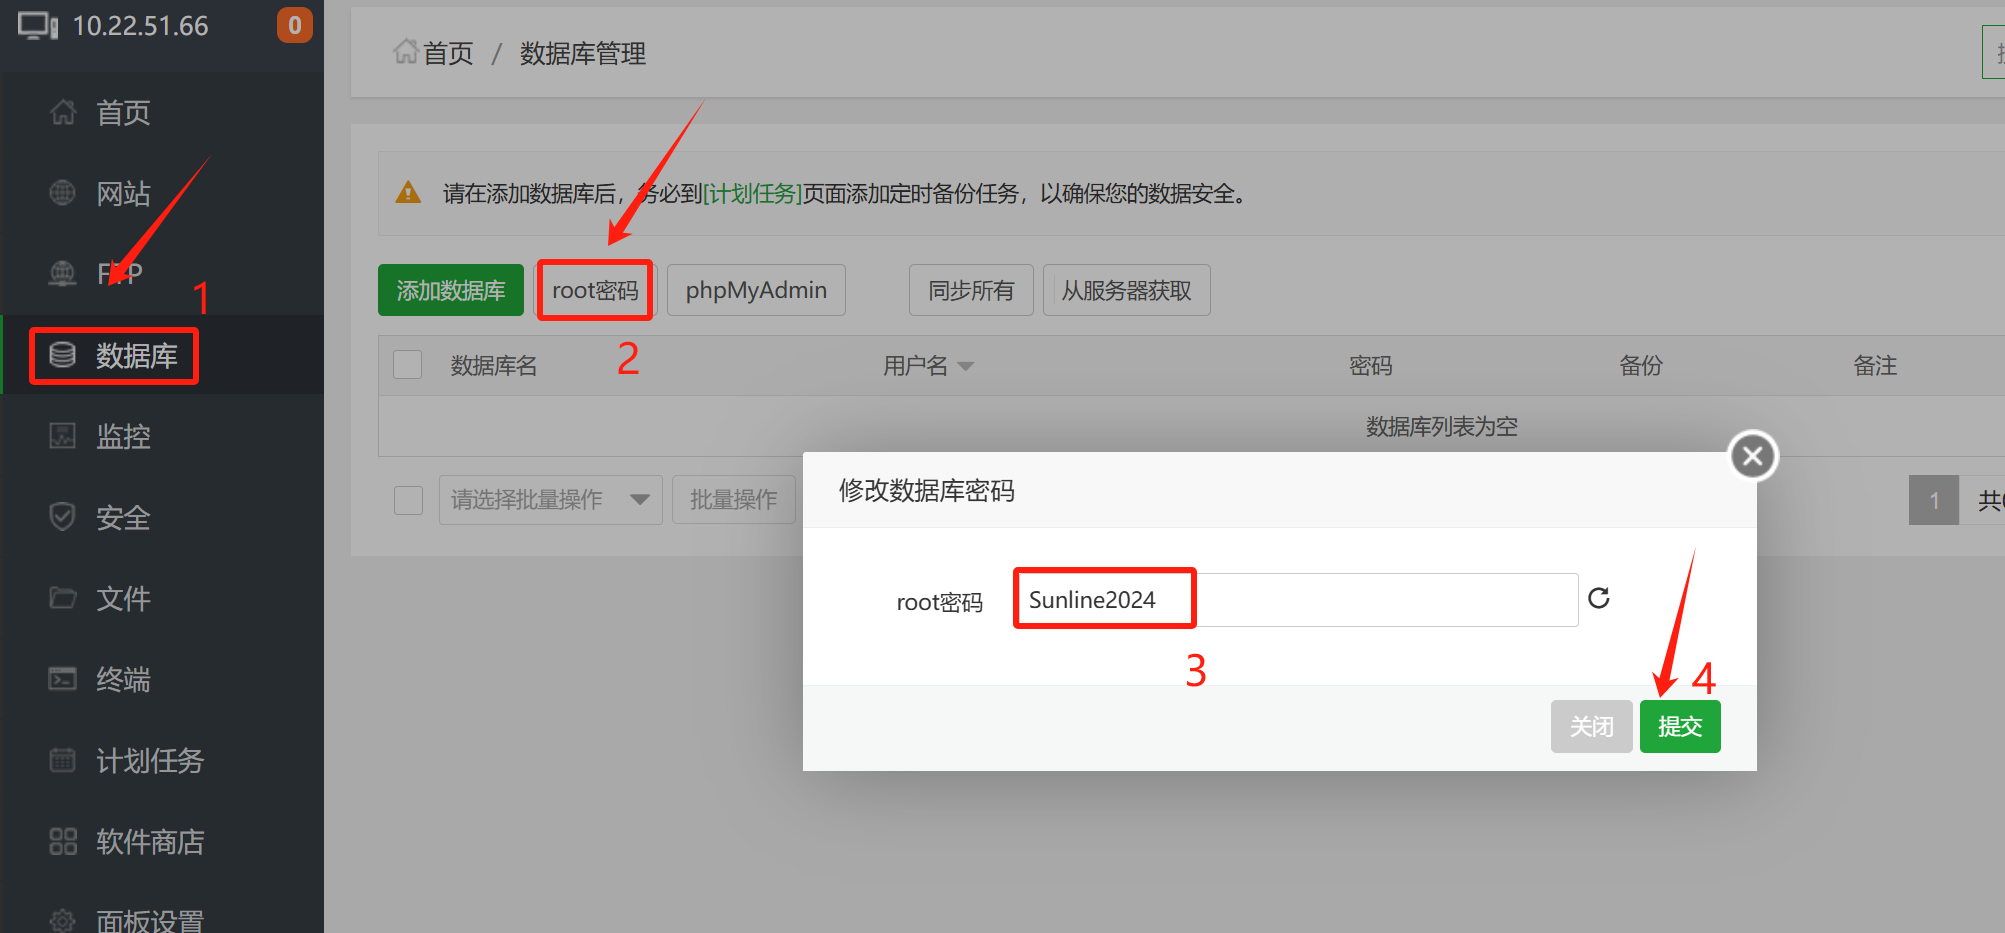 10.22.51.66
0
首页
网站
FTP
1
数据库
监控
安全
文件
终端
计划任务
软件商店
面板设置
首页 / 数据库管理
请在添加数据库后，务必到[计划任务]页面添加定时备份任务，以确保您的数据安全。
添加数据库
root密码
phpMyAdmin
同步所有
从服务器获取
2
数据库名
用户名
密码
备份
备注
数据库列表为空
请选择批量操作
批量操作
1
修改数据库密码
root密码
Sunline2024
3
4
关闭
提交